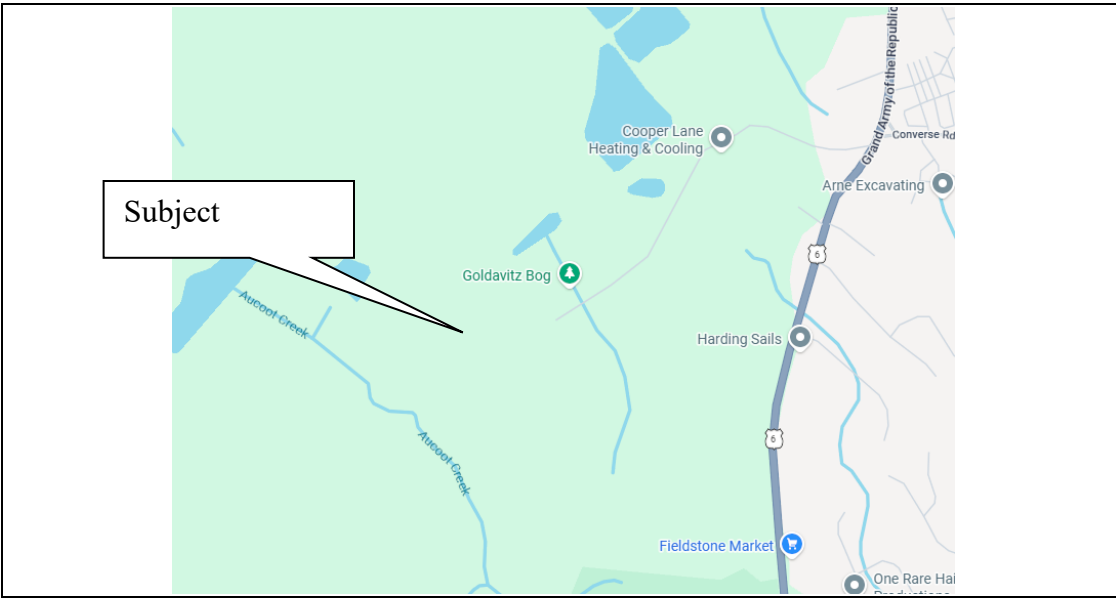 Grand Army of the Republic
Cooper Lane
Heating & Cooling
Converse Rd
Arne Excavating
Subject
6
Goldavitz Bog
Aucoot Creek
Harding Sails
6
Aucoot Creek
Fieldstone Market
One Rare Hai
Productions